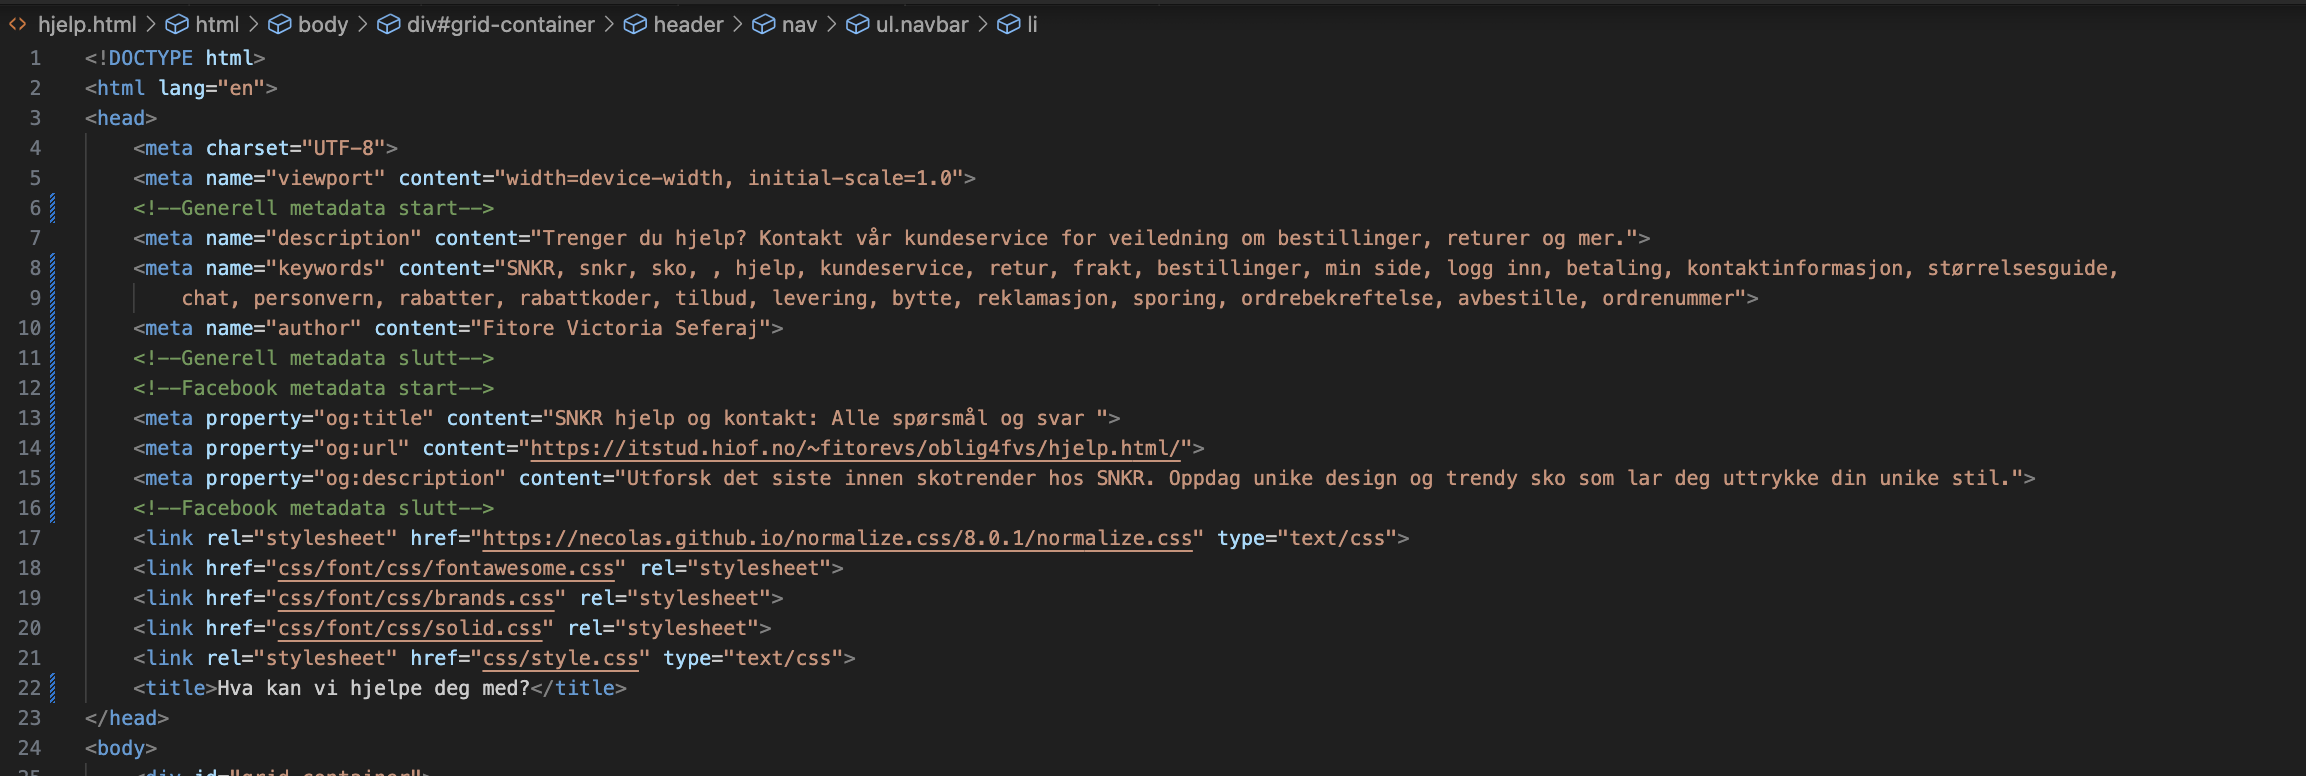 hjelp.html > html > body > div#grid-container > header > nav > ul.navbar > li
1 <!DOCTYPE html>
2 <html lang="en">
3 <head>
4 <meta charset="UTF-8">
5 <meta name="viewport" content="width=device-width, initial-scale=1.0">
6 <!--Generell metadata start-->
7 <meta name="description" content="Trenger du hjelp? Kontakt vår kundeservice for veiledning om bestillinger, returer og mer.">
8 <meta name="keywords" content="SNKR, snkr, sko, , hjelp, kundeservice, retur, frakt, bestillinger, min side, logg inn, betaling, kontaktinformasjon, størrelsesguide,
9 chat, personvern, rabatter, rabattkoder, tilbud, levering, bytte, reklamasjon, sporing, ordrebekreftelse, avbestille, ordrenummer">
10 <meta name="author" content="Fitore Victoria Seferaj">
11 <!--Generell metadata slutt-->
12 <!--Facebook metadata start-->
13 <meta property="og:title" content="SNKR hjelp og kontakt: Alle spørsmål og svar ">
14 <meta property="og:url" content="https://itstud.hiof.no/~fitorevs/oblig4fvs/hjelp.html/">
15 <meta property="og:description" content="Utforsk det siste innen skotrender hos SNKR. Oppdag unike design og trendy sko som lar deg uttrykke din unike stil.">
16 <!--Facebook metadata slutt-->
17 <link rel="stylesheet" href="https://necolas.github.io/normalize.css/8.0.1/normalize.css" type="text/css">
18 <link href="css/font/css/fontawesome.css" rel="stylesheet">
19 <link href="css/font/css/brands.css" rel="stylesheet">
20 <link href="css/font/css/solid.css" rel="stylesheet">
21 <link rel="stylesheet" href="css/style.css" type="text/css">
22 <title>Hva kan vi hjelpe deg med?</title>
23 </head>
24 <body>
25 <div id="grid-container">